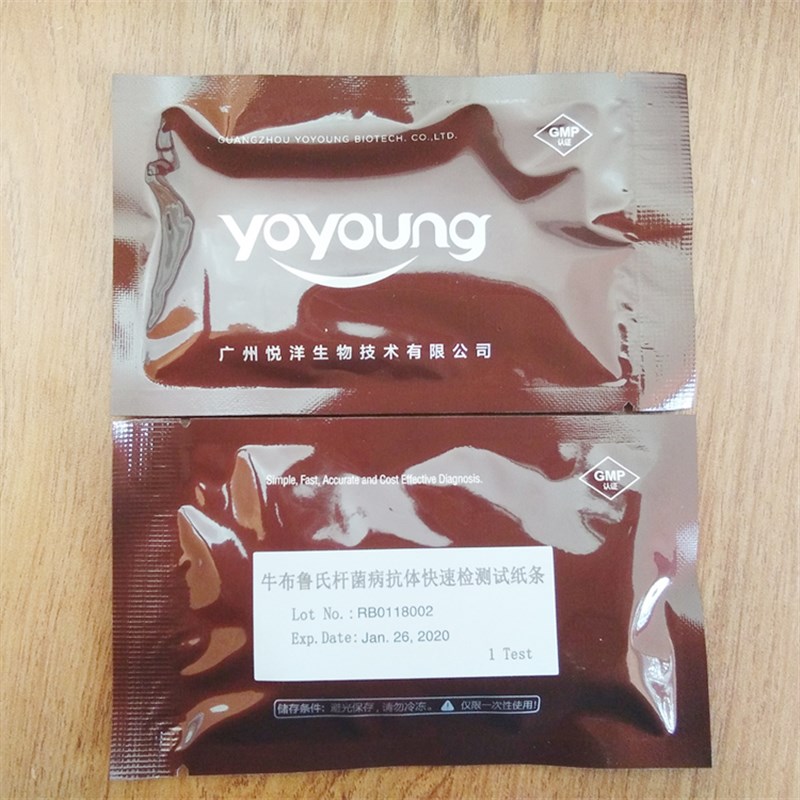 GUANGZHOU YOYOUNG BIOTECH. CO.,LTD.
GMP
认证
yoyoung
广州悦洋生物技术有限公司
Simple, Fast, Accurate and Cost Effective Diagnosis.
GMP
认证
牛布鲁氏杆菌病抗体快速检测试纸条
Lot No.: RB0118002
Exp.Date: Jan. 26, 2020
1 Test
储存条件: 避光保存, 请勿冷冻。 仅限一次性使用!